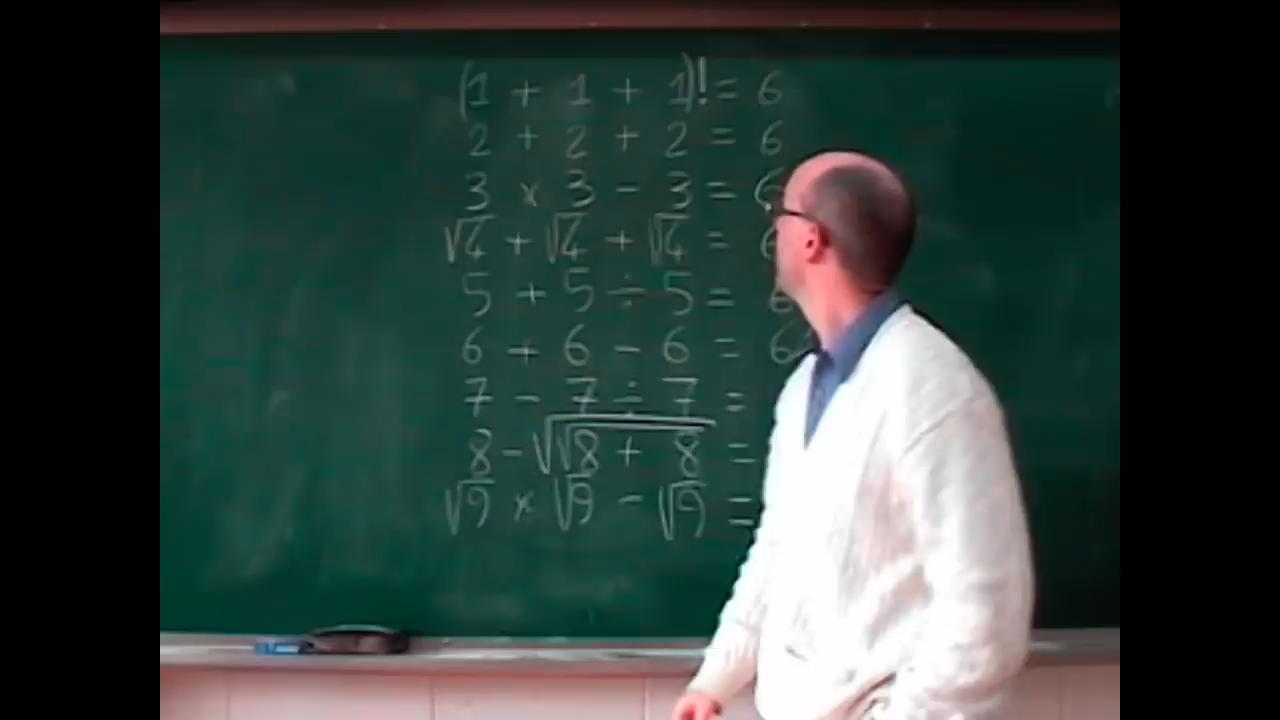 (1 + 1 + 1)! = 6
2 + 2 + 2 = 6
3 × 3 - 3 = 6
√4 + √4 + √4 = 6
5 + 5 ÷ 5 = 6
6 + 6 - 6 = 6
7 - 7 ÷ 7 =
8 - √(√8 + 8) =
√9 × √9 - √9 =